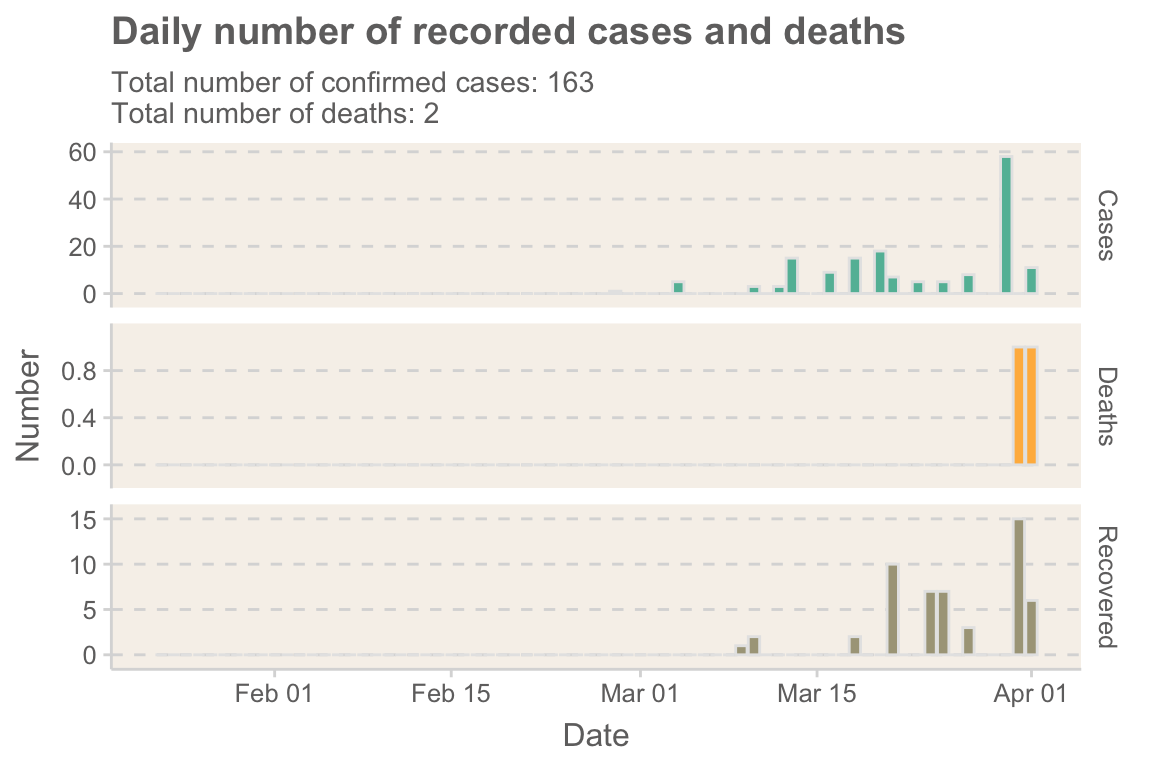 Daily number of recorded cases and deaths
Total number of confirmed cases: 163
Total number of deaths: 2
60
40
20
0
Cases
Number
0.8
0.4
0.0
Deaths
15
10
5
0
Recovered
Feb 01 Feb 15 Mar 01 Mar 15 Apr 01
Date